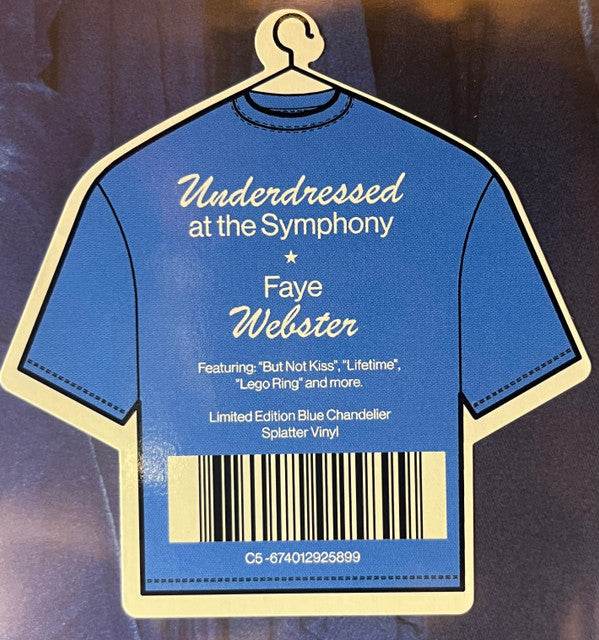 Underdressed
at the Symphony
★
Faye
Webster
Featuring: "But Not Kiss", "Lifetime",
"Lego Ring" and more.
Limited Edition Blue Chandelier
Splatter Vinyl
C5-674012925899